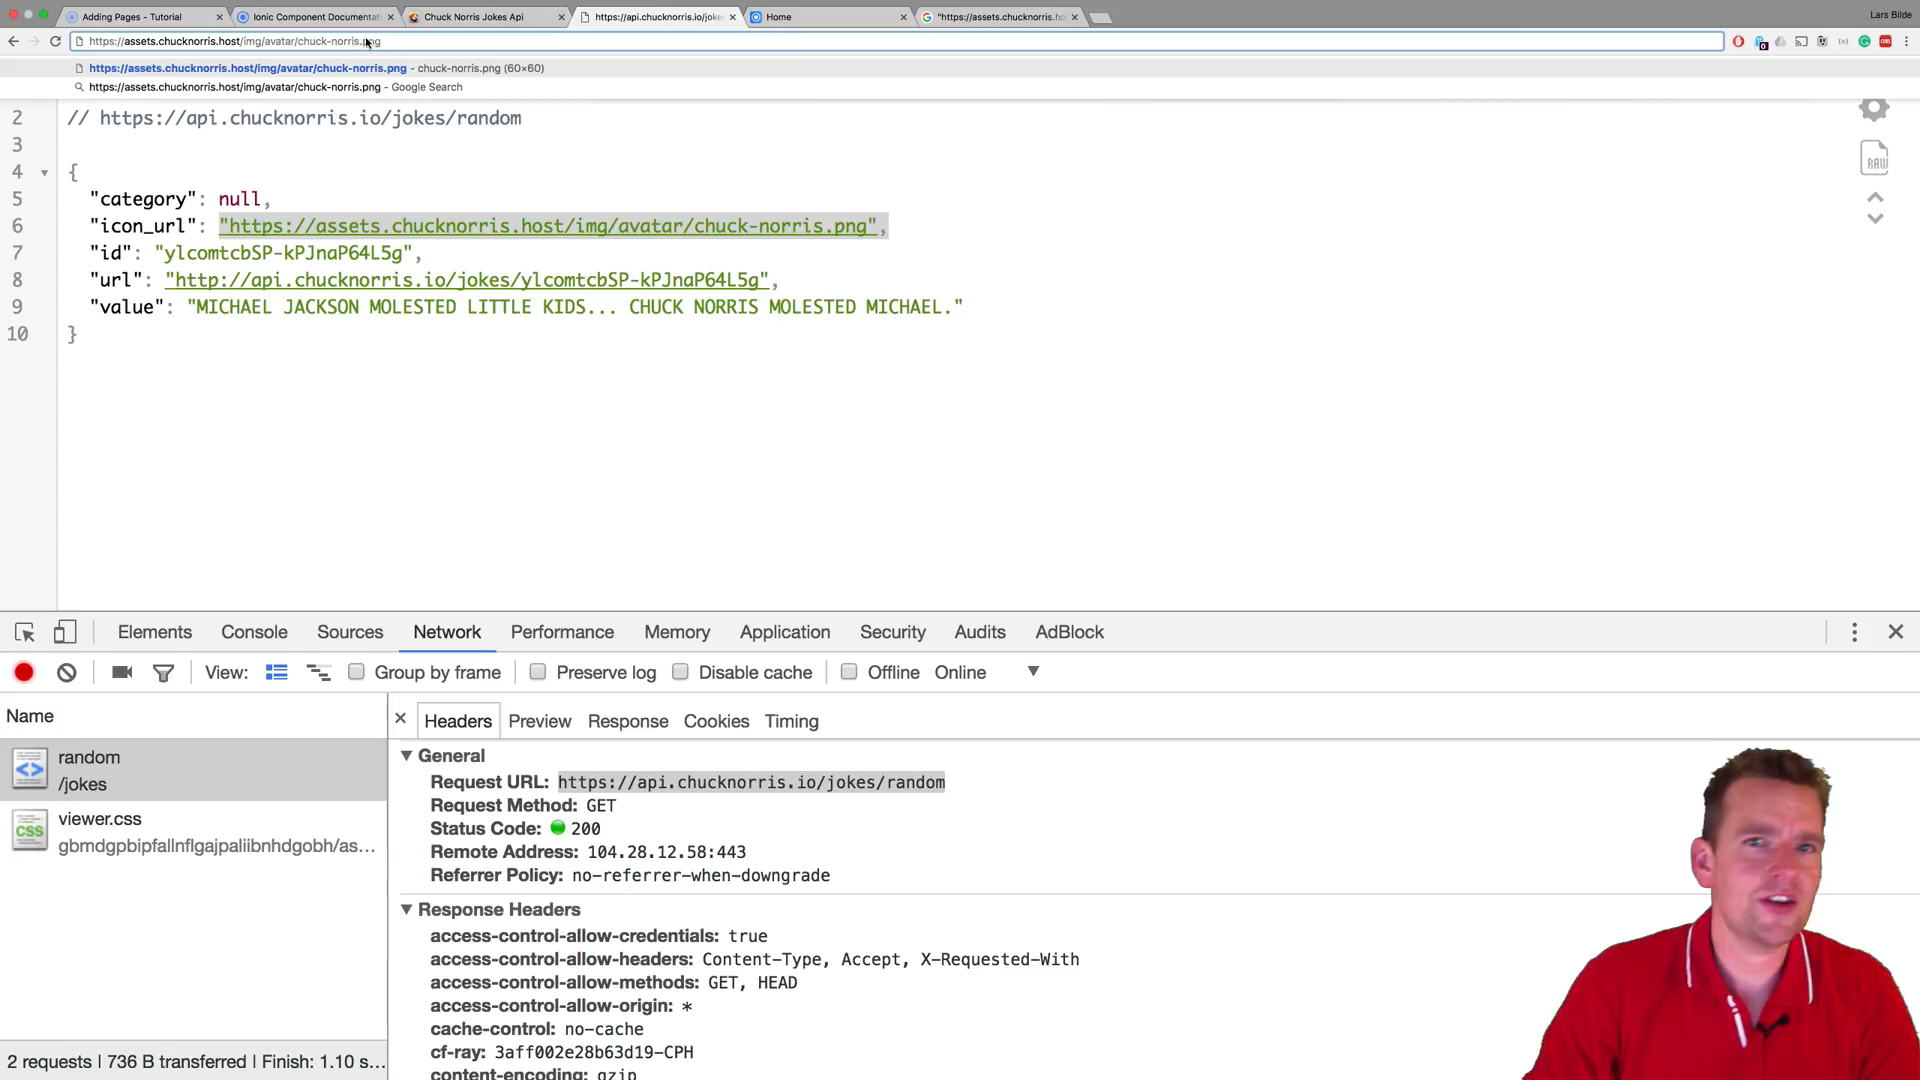 Adding Pages - Tutorial
Ionic Component Documentat
Chuck Norris Jokes Api
https://api.chucknorris.io/joke
Home
"https://assets.chucknorris.ho
Lars Bilde
https://assets.chucknorris.host/img/avatar/chuck-norris.png
https://assets.chucknorris.host/img/avatar/chuck-norris.png - chuck-norris.png (60×60)
https://assets.chucknorris.host/img/avatar/chuck-norris.png - Google Search
2 // https://api.chucknorris.io/jokes/random
3
4 {
5 "category": null,
6 "icon_url": "https://assets.chucknorris.host/img/avatar/chuck-norris.png",
7 "id": "ylcomtcbSP-kPJnaP64L5g",
8 "url": "http://api.chucknorris.io/jokes/ylcomtcbSP-kPJnaP64L5g",
9 "value": "MICHAEL JACKSON MOLESTED LITTLE KIDS... CHUCK NORRIS MOLESTED MICHAEL."
10 }
RAW
Elements Console Sources Network Performance Memory Application Security Audits AdBlock
View: Group by frame Preserve log Disable cache Offline Online
Name
Headers Preview Response Cookies Timing
random
/jokes
viewer.css
gbmdgpbipfallnflgajpaliibnhdgobh/as...
General
Request URL: https://api.chucknorris.io/jokes/random
Request Method: GET
Status Code: 200
Remote Address: 104.28.12.58:443
Referrer Policy: no-referrer-when-downgrade
Response Headers
access-control-allow-credentials: true
access-control-allow-headers: Content-Type, Accept, X-Requested-With
access-control-allow-methods: GET, HEAD
access-control-allow-origin: *
cache-control: no-cache
cf-ray: 3aff002e28b63d19-CPH
content-encoding: gzip
2 requests | 736 B transferred | Finish: 1.10 s...